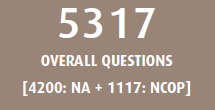 5317
OVERALL QUESTIONS
[4200: NA + 1117: NCOP]